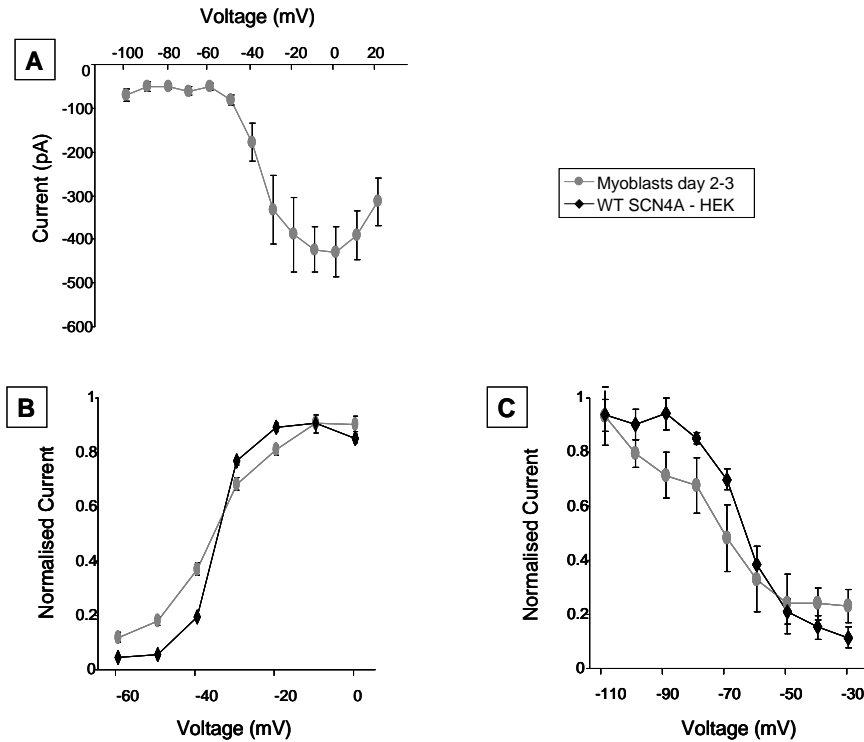 Voltage (mV)
A
-100 -80 -60 -40 -20 0 20
0
-100
-200
-300
-400
-500
-600
Current (pA)
Myoblasts day 2-3
WT SCN4A - HEK
B
1
0.8
0.6
0.4
0.2
0
Normalised Current
-60 -40 -20 0
Voltage (mV)
C
1
0.8
0.6
0.4
0.2
0
Normalised Current
-110 -90 -70 -50 -30
Voltage (mV)